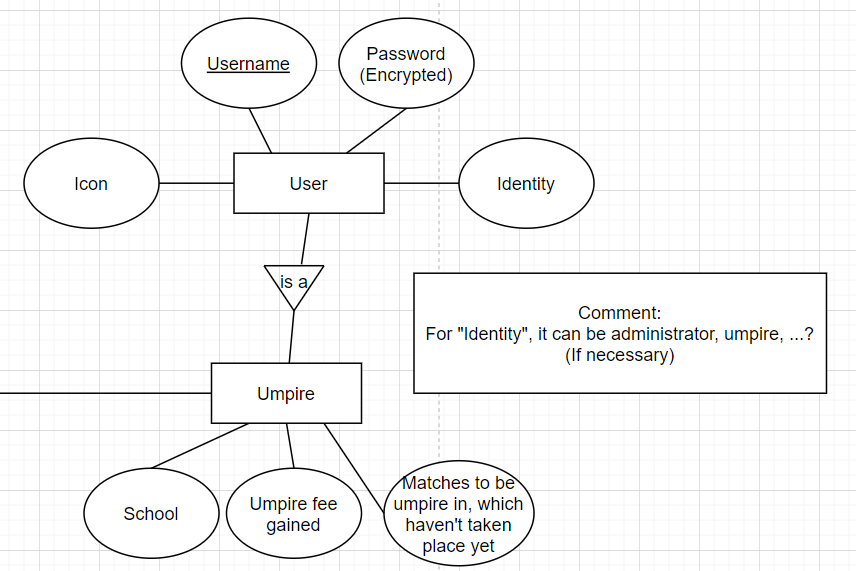 Username
Password
(Encrypted)
Icon
User
Identity
is a
Comment:
For "Identity", it can be administrator, umpire, ...?
(If necessary)
Umpire
School
Umpire fee
gained
Matches to be
umpire in, which
haven't taken
place yet